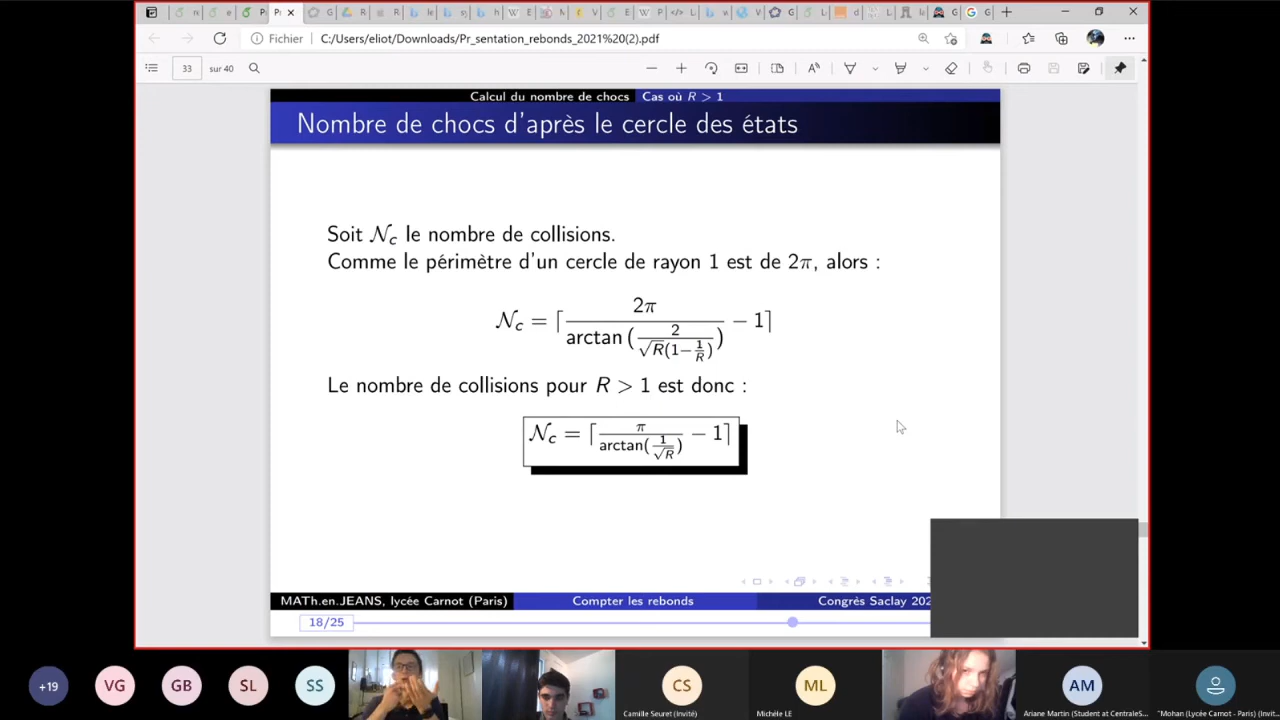 Fichier C:/Users/eliot/Downloads/Pr_sentation_rebonds_2021%20(2).pdf
33 sur 40
Calcul du nombre de chocs Cas où R > 1
Nombre de chocs d'après le cercle des états
Soit 𝒩c le nombre de collisions.
Comme le périmètre d'un cercle de rayon 1 est de 2π, alors :
𝒩c = ⌈ 2π / arctan ( 2 / √R(1−1/R) ) − 1⌉
Le nombre de collisions pour R > 1 est donc :
𝒩c = ⌈ π / arctan( 1/√R ) − 1⌉
MATh.en.JEANS, lycée Carnot (Paris) Compter les rebonds Congrès Saclay 202
18/25
+19 VG GB SL SS CS ML AM
Camille Seuret (Invité) Michèle LE Ariane Martin (Student at CentraleS... "Mohan (Lycée Carnot - Paris) (Invit...